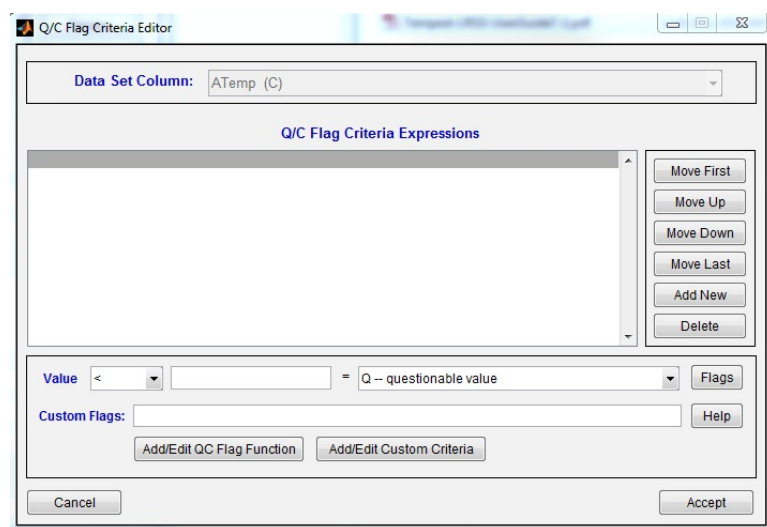 Q/C Flag Criteria Editor
Data Set Column: ATemp (C)
Q/C Flag Criteria Expressions
Move First
Move Up
Move Down
Move Last
Add New
Delete
Value < = Q -- questionable value Flags
Custom Flags: Help
Add/Edit QC Flag Function Add/Edit Custom Criteria
Cancel Accept